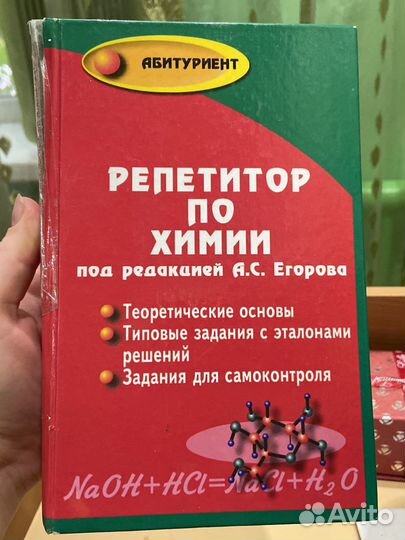 АБИТУРИЕНТ
РЕПЕТИТОР
ПО
ХИМИИ
под редакцией А.С. Егорова
Теоретические основы
Типовые задания с эталонами
решений
Задания для самоконтроля
NaOH+HCl=NaCl+H₂O
Avito